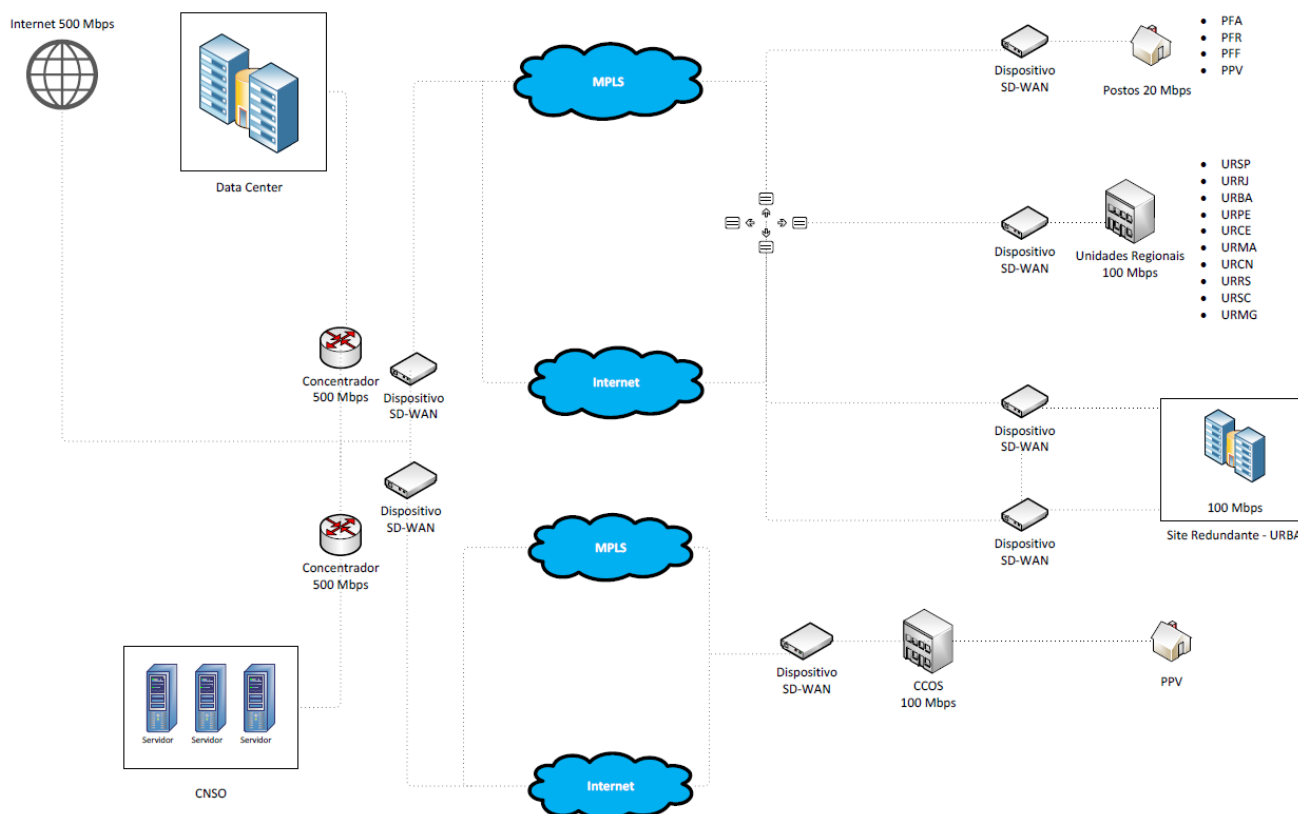 Internet 500 Mbps
Data Center
MPLS
Dispositivo
SD-WAN
Postos 20 Mbps
• PFA
• PFR
• PFF
• PPV
Dispositivo
SD-WAN
Unidades Regionais
100 Mbps
• URSP
• URRJ
• URBA
• URPE
• URCE
• URMA
• URCN
• URRS
• URSC
• URMG
Concentrador
500 Mbps
Dispositivo
SD-WAN
Internet
Dispositivo
SD-WAN
100 Mbps
Site Redundante - URBA
Dispositivo
SD-WAN
Dispositivo
SD-WAN
Concentrador
500 Mbps
MPLS
Dispositivo
SD-WAN
CCOS
100 Mbps
PPV
Servidor
Servidor
Servidor
CNSO
Internet